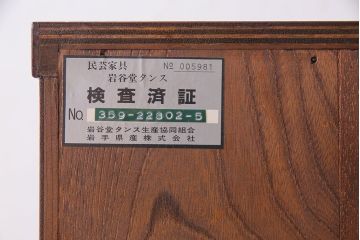 民芸家具 № 005981
岩谷堂タンス
検査済証
NO. 359-22802-5
岩谷堂タンス生産協同組合
岩手県産株式会社